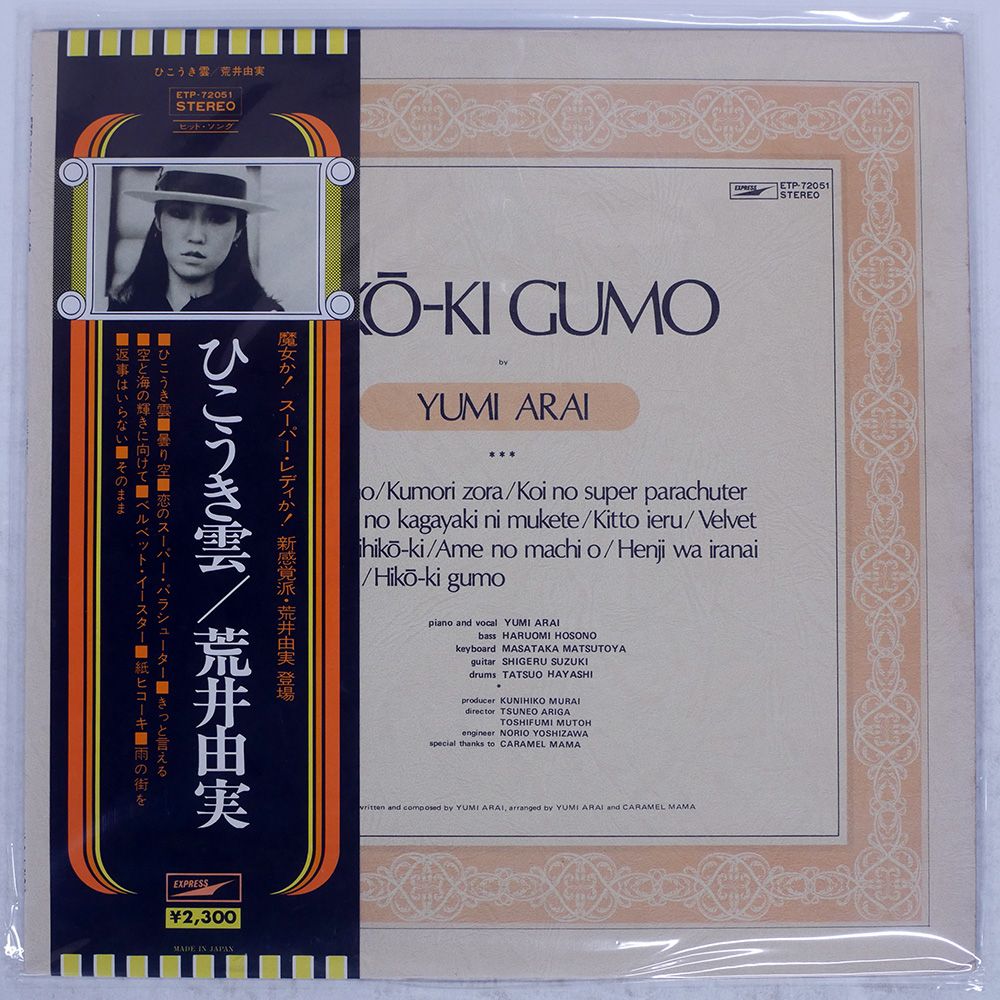 ひこうき雲/荒井由実
ETP-72051
STEREO
ヒット・ソング
魔女か! スーパー・レディか! 新感覚派・荒井由実 登場
ひこうき雲/荒井由実
■ひこうき雲■曇り空■恋のスーパー・パラシューター■きっと言える
■空と海の輝きに向けて■ベルベット・イースター■紙ヒコーキ■雨の街を
■返事はいらない■そのまま
EXPRESS
¥2,300
MADE IN JAPAN
EXPRESS
ETP-72051
STEREO
KŌ-KI GUMO
by
YUMI ARAI
***
no/Kumori zora/Koi no super parachuter
no kagayaki ni mukete/Kitto ieru/Velvet
ihikō-ki/Ame no machi o/Henji wa iranai
/Hikō-ki gumo
piano and vocal YUMI ARAI
bass HARUOMI HOSONO
keyboard MASATAKA MATSUTOYA
guitar SHIGERU SUZUKI
drums TATSUO HAYASHI
*
producer KUNIHIKO MURAI
director TSUNEO ARIGA
TOSHIFUMI MUTOH
engineer NORIO YOSHIZAWA
special thanks to CARAMEL MAMA
written and composed by YUMI ARAI, arranged by YUMI ARAI and CARAMEL MAMA